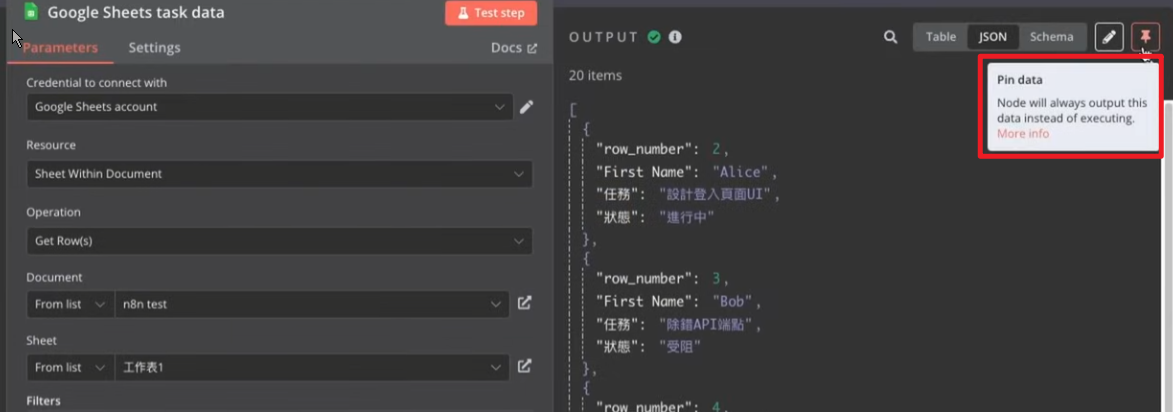 Google Sheets task data
Test step
Parameters
Settings
Docs
Credential to connect with
Google Sheets account
Resource
Sheet Within Document
Operation
Get Row(s)
Document
From list
n8n test
Sheet
From list
工作表1
Filters
OUTPUT
Table
JSON
Schema
20 items
Pin data
Node will always output this
data instead of executing.
More info
[
{
"row_number": 2,
"First Name": "Alice",
"任務": "設計登入頁面UI",
"狀態": "進行中"
},
{
"row_number": 3,
"First Name": "Bob",
"任務": "除錯API端點",
"狀態": "受阻"
},
{
"row_number": 4,